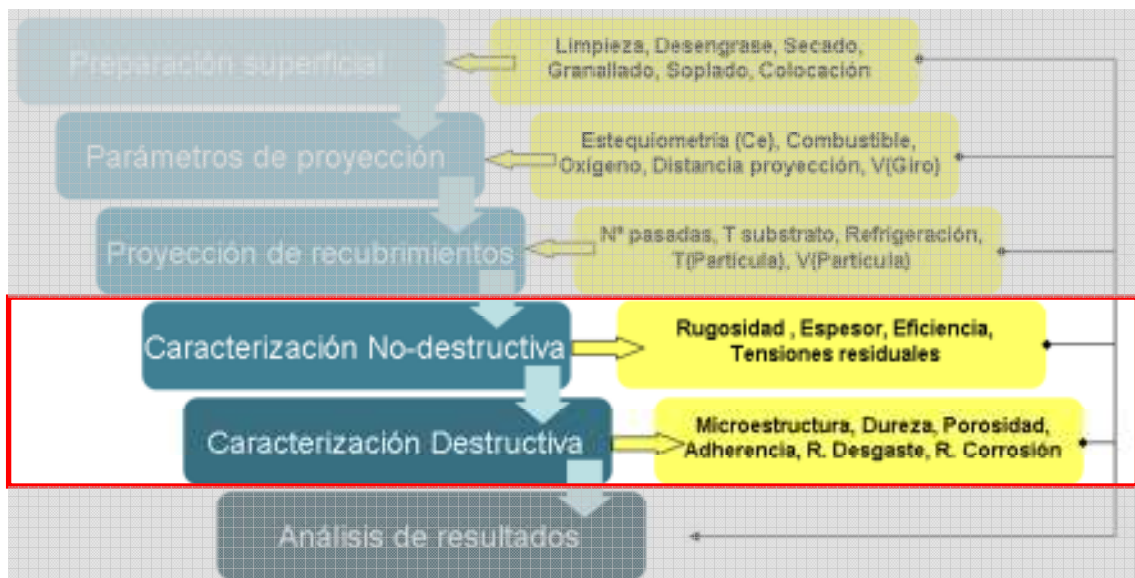 Preparación superficial
Limpieza, Desengrase, Secado,
Granallado, Soplado, Colocación
Parámetros de proyección
Estequiometría (Ce), Combustible,
Oxígeno, Distancia proyección, V(Giro)
Proyección de recubrimientos
Nº pasadas, T substrato, Refrigeración,
T(Partícula), V(Partícula)
Caracterización No-destructiva
Rugosidad , Espesor, Eficiencia,
Tensiones residuales
Caracterización Destructiva
Microestructura, Dureza, Porosidad,
Adherencia, R. Desgaste, R. Corrosión
Análisis de resultados